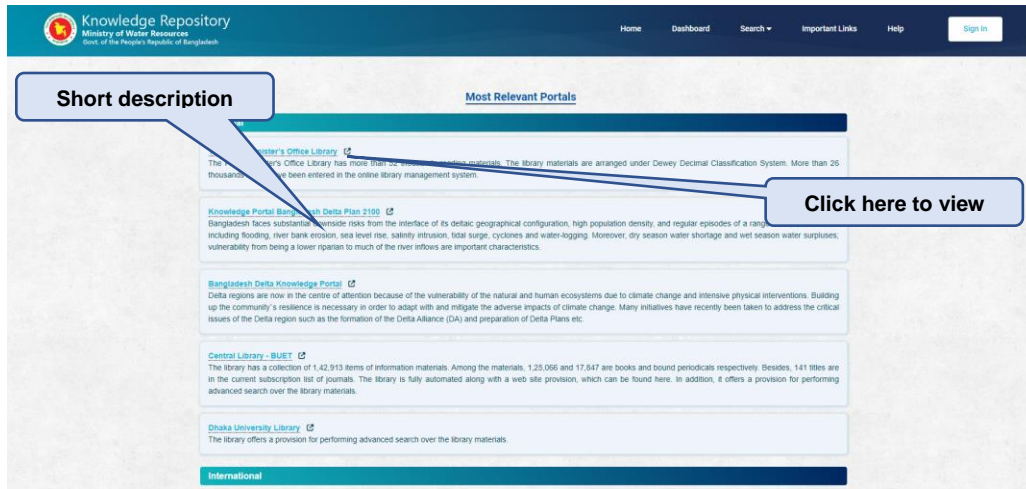 Knowledge Repository
Ministry of Water Resources
Govt. of the People's Republic of Bangladesh
Home Dashboard Search Important Links Help Sign In
Short description
Most Relevant Portals
Office Library
The Office Library has more than reading materials. The library materials are arranged under Dewey Decimal Classification System. More than 26
thousands been entered in the online library management system.
Click here to view
Knowledge Portal Bangladesh Delta Plan 2100
Bangladesh faces substantial downside risks from the interface of its deltaic geographical configuration, high population density, and regular episodes of a range
including flooding, river bank erosion, sea level rise, salinity intrusion, tidal surge, cyclones and water-logging. Moreover, dry season water shortage and wet season water surpluses;
vulnerability from being a lower riparian to much of the river inflows are important characteristics.
Bangladesh Delta Knowledge Portal
Delta regions are now in the centre of attention because of the vulnerability of the natural and human ecosystems due to climate change and intensive physical interventions. Building
up the community`s resilience is necessary in order to adapt with and mitigate the adverse impacts of climate change. Many initiatives have recently been taken to address the critical
issues of the Delta region such as the formation of the Delta Alliance (DA) and preparation of Delta Plans etc.
Central Library - BUET
The library has a collection of 1,42,913 items of information materials. Among the materials, 1,25,066 and 17,847 are books and bound periodicals respectively. Besides, 141 titles are
in the current subscription list of journals. The library is fully automated along with a web site provision, which can be found here. In addition, it offers a provision for performing
advanced search over the library materials.
Dhaka University Library
The library offers a provision for performing advanced search over the library materials.
International